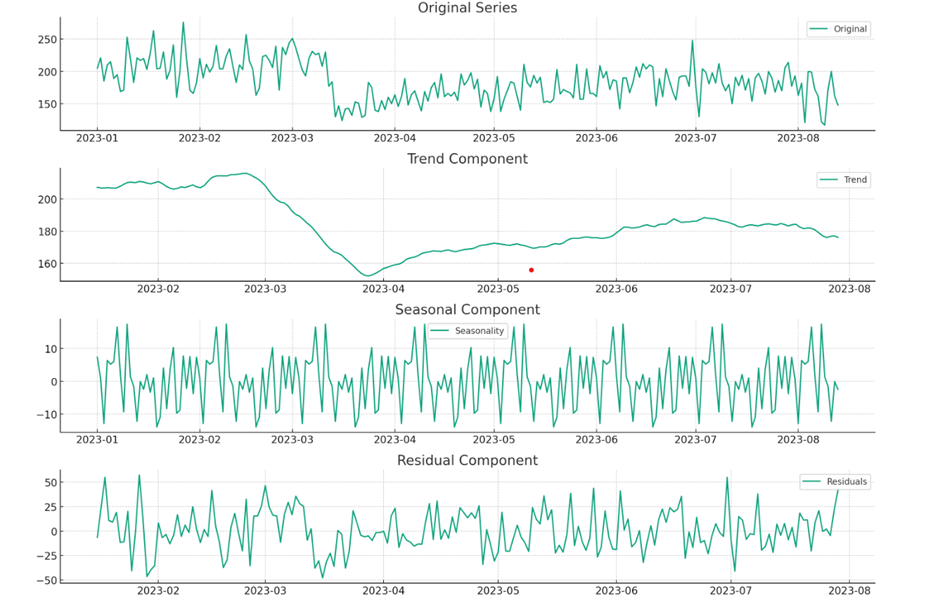 Original Series
Original
250
200
150
2023-01 2023-02 2023-03 2023-04 2023-05 2023-06 2023-07 2023-08
Trend Component
Trend
200
180
160
2023-02 2023-03 2023-04 2023-05 2023-06 2023-07 2023-08
Seasonal Component
Seasonality
10
0
−10
2023-01 2023-02 2023-03 2023-04 2023-05 2023-06 2023-07 2023-08
Residual Component
Residuals
50
25
0
−25
−50
2023-02 2023-03 2023-04 2023-05 2023-06 2023-07 2023-08